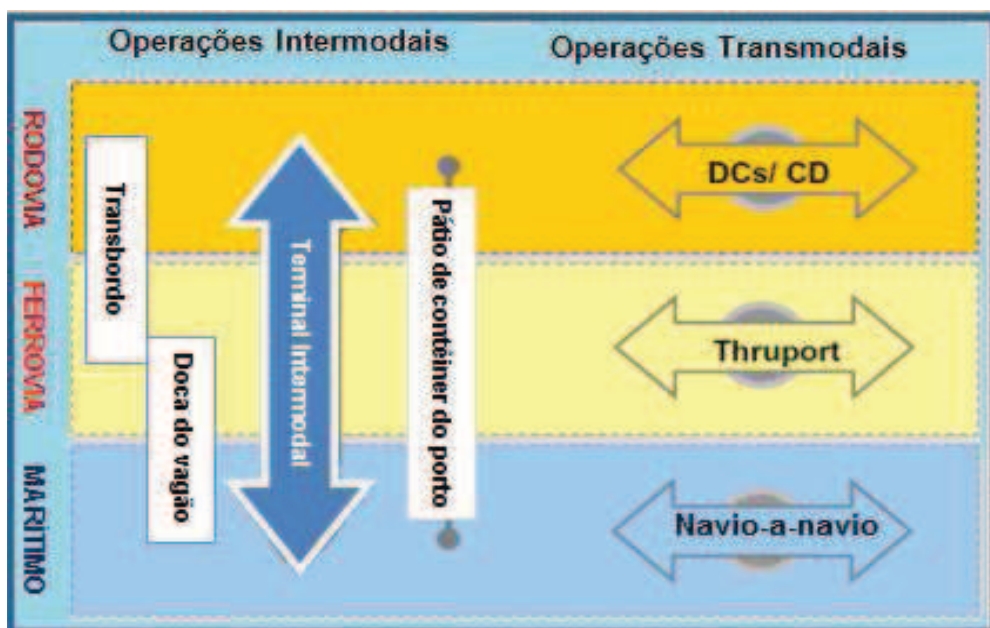 Operações Intermodais
Operações Transmodais
RODOVIA
FERROVIA
MARÍTIMO
Transbordo
Doca do vagão
Terminal Intermodal
Pátio de contêiner do porto
DCs/ CD
Thruport
Navio-a-navio